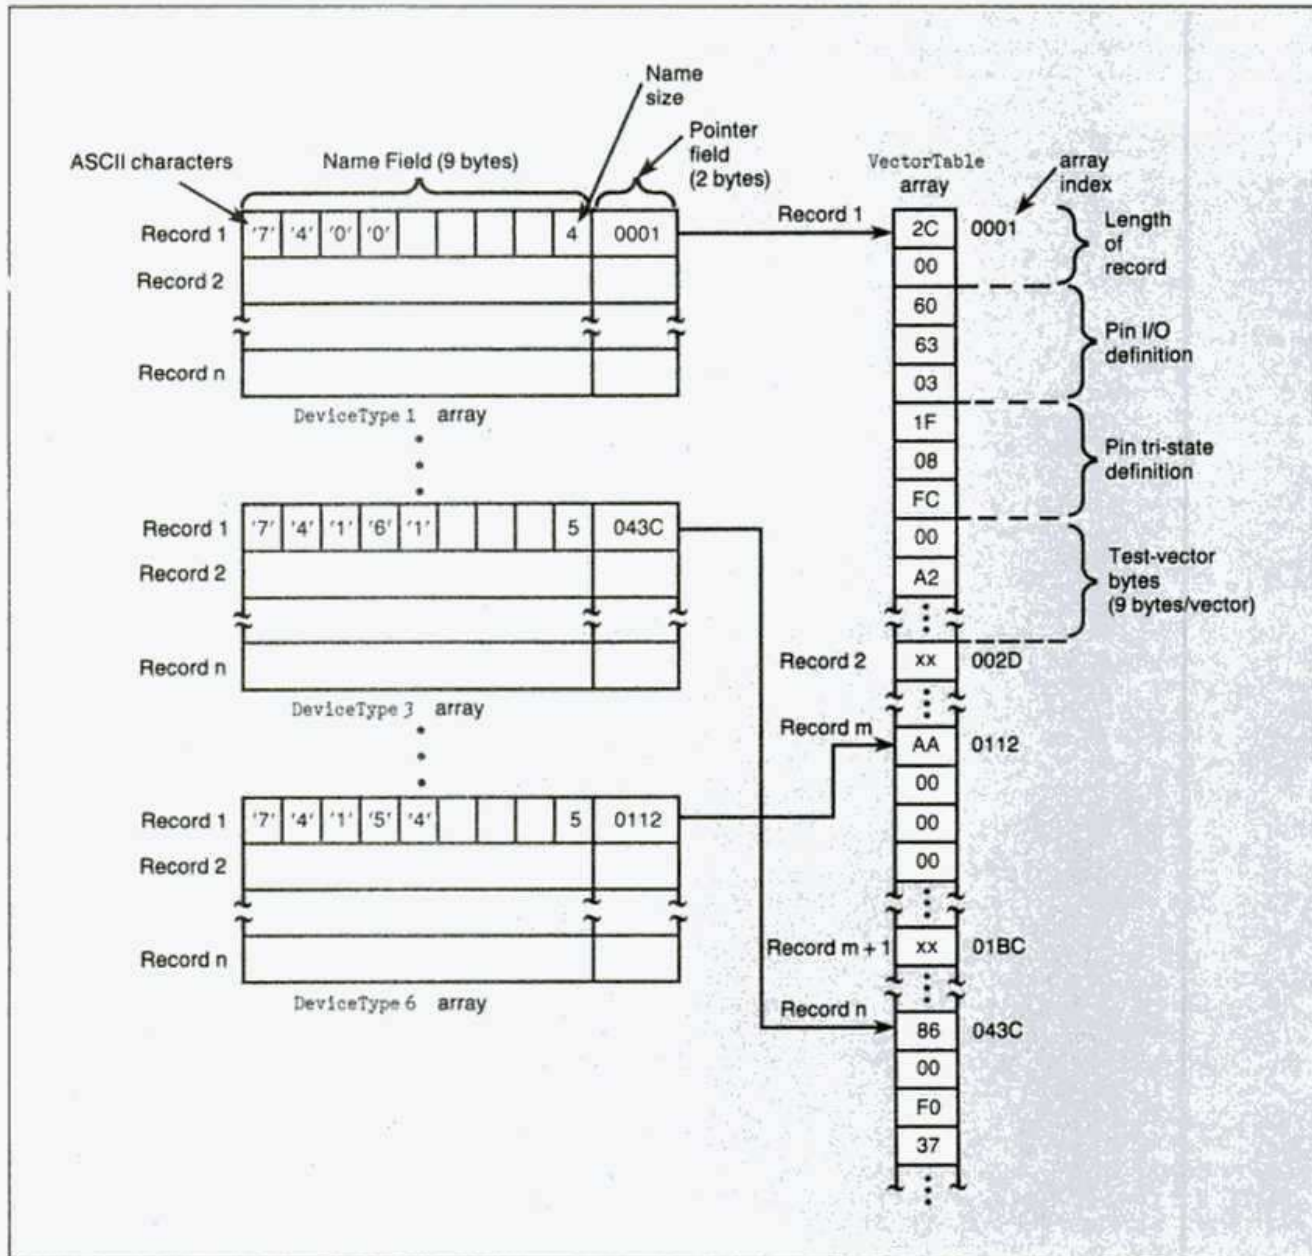 Name
size
Pointer
field
(2 bytes)
ASCII characters
Name Field (9 bytes)
VectorTable
array
array
index
Record 1 '7' '4' '0' '0' 4 0001
Record 2
Record n
DeviceType 1 array
Record 1 '7' '4' '1' '6' '1' 5 043C
Record 2
Record n
DeviceType 3 array
Record 1 '7' '4' '1' '5' '4' 5 0112
Record 2
Record n
DeviceType 6 array
Record 1 2C 0001
00
60
63
03
1F
08
FC
00
A2
Record 2 xx 002D
Record m AA 0112
00
00
00
Record m + 1 xx 01BC
Record n 86 043C
00
F0
37
Length
of
record
Pin I/O
definition
Pin tri-state
definition
Test-vector
bytes
(9 bytes/vector)